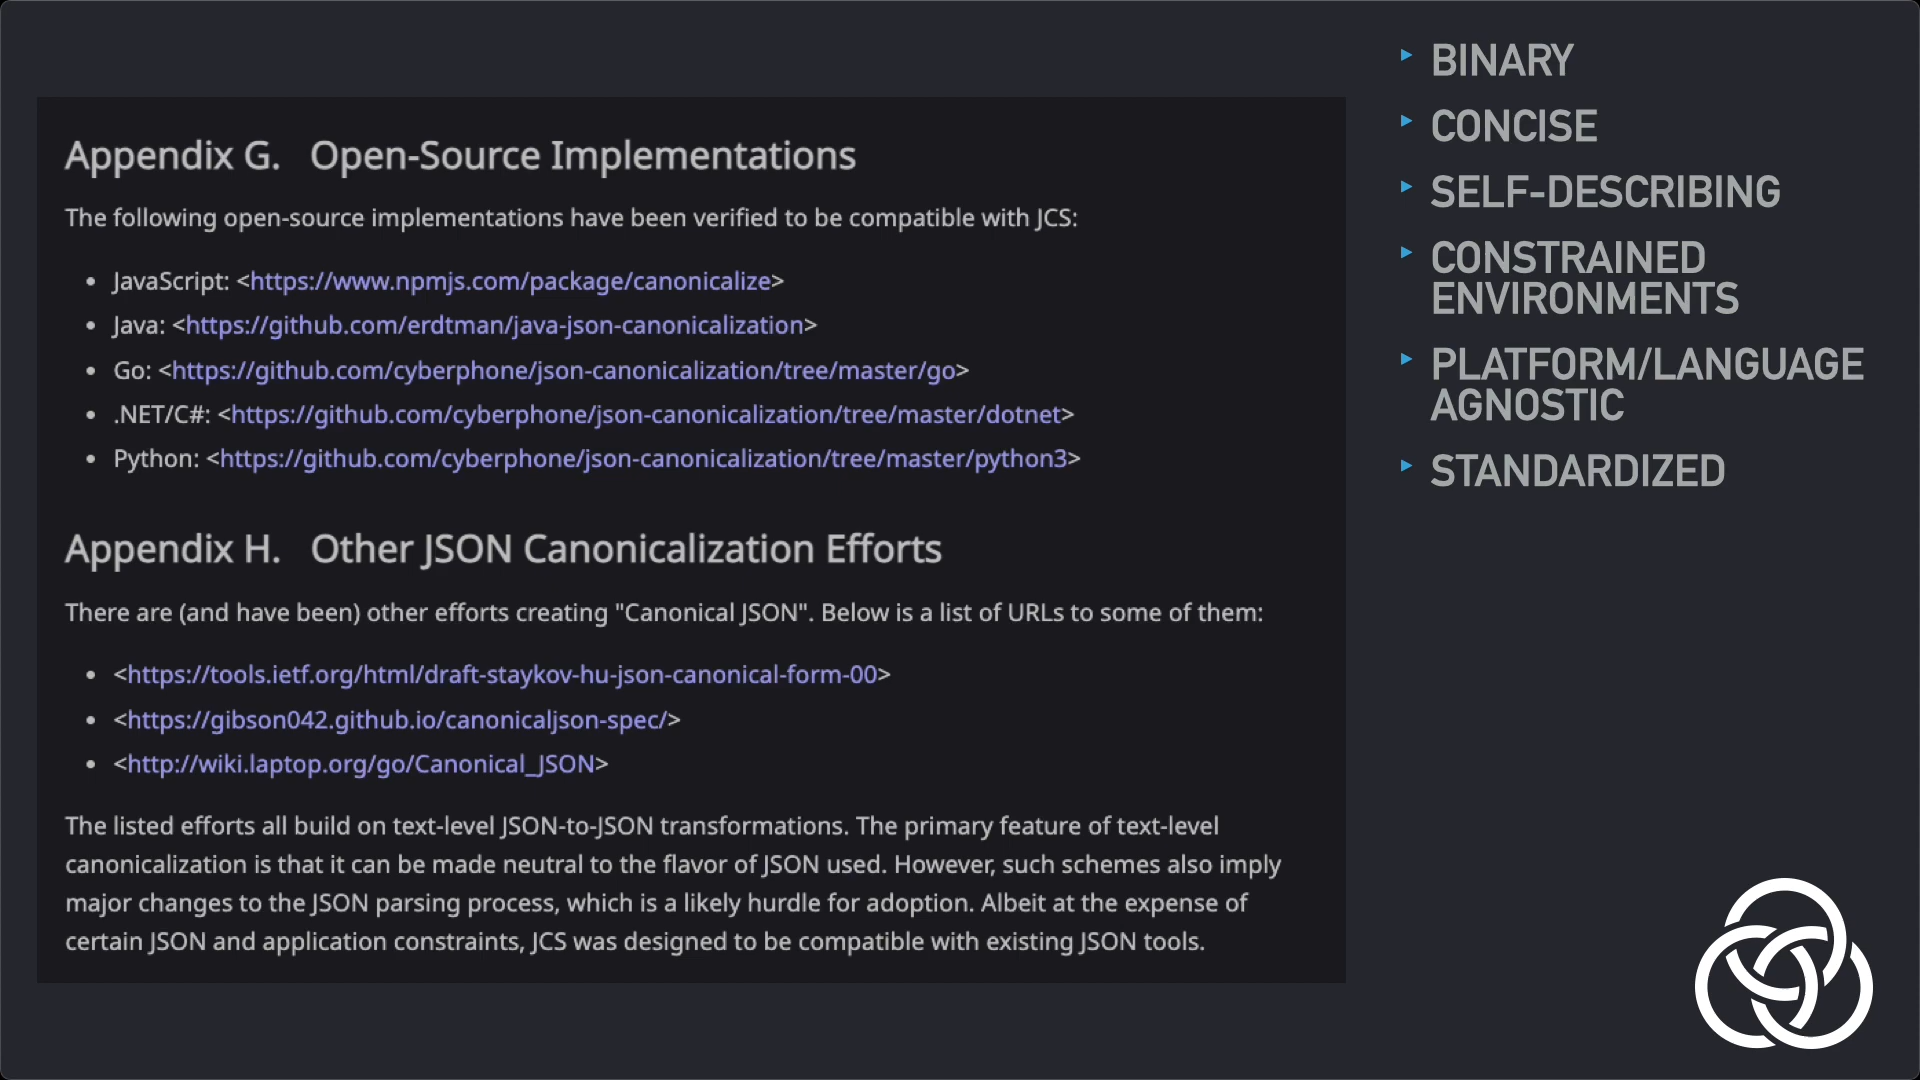 Appendix G. Open-Source Implementations
The following open-source implementations have been verified to be compatible with JCS:
• JavaScript: <https://www.npmjs.com/package/canonicalize>
• Java: <https://github.com/erdtman/java-json-canonicalization>
• Go: <https://github.com/cyberphone/json-canonicalization/tree/master/go>
• .NET/C#: <https://github.com/cyberphone/json-canonicalization/tree/master/dotnet>
• Python: <https://github.com/cyberphone/json-canonicalization/tree/master/python3>
Appendix H. Other JSON Canonicalization Efforts
There are (and have been) other efforts creating "Canonical JSON". Below is a list of URLs to some of them:
• <https://tools.ietf.org/html/draft-staykov-hu-json-canonical-form-00>
• <https://gibson042.github.io/canonicaljson-spec/>
• <http://wiki.laptop.org/go/Canonical_JSON>
The listed efforts all build on text-level JSON-to-JSON transformations. The primary feature of text-level
canonicalization is that it can be made neutral to the flavor of JSON used. However, such schemes also imply
major changes to the JSON parsing process, which is a likely hurdle for adoption. Albeit at the expense of
certain JSON and application constraints, JCS was designed to be compatible with existing JSON tools.
BINARY
CONCISE
SELF-DESCRIBING
CONSTRAINED
ENVIRONMENTS
PLATFORM/LANGUAGE
AGNOSTIC
STANDARDIZED